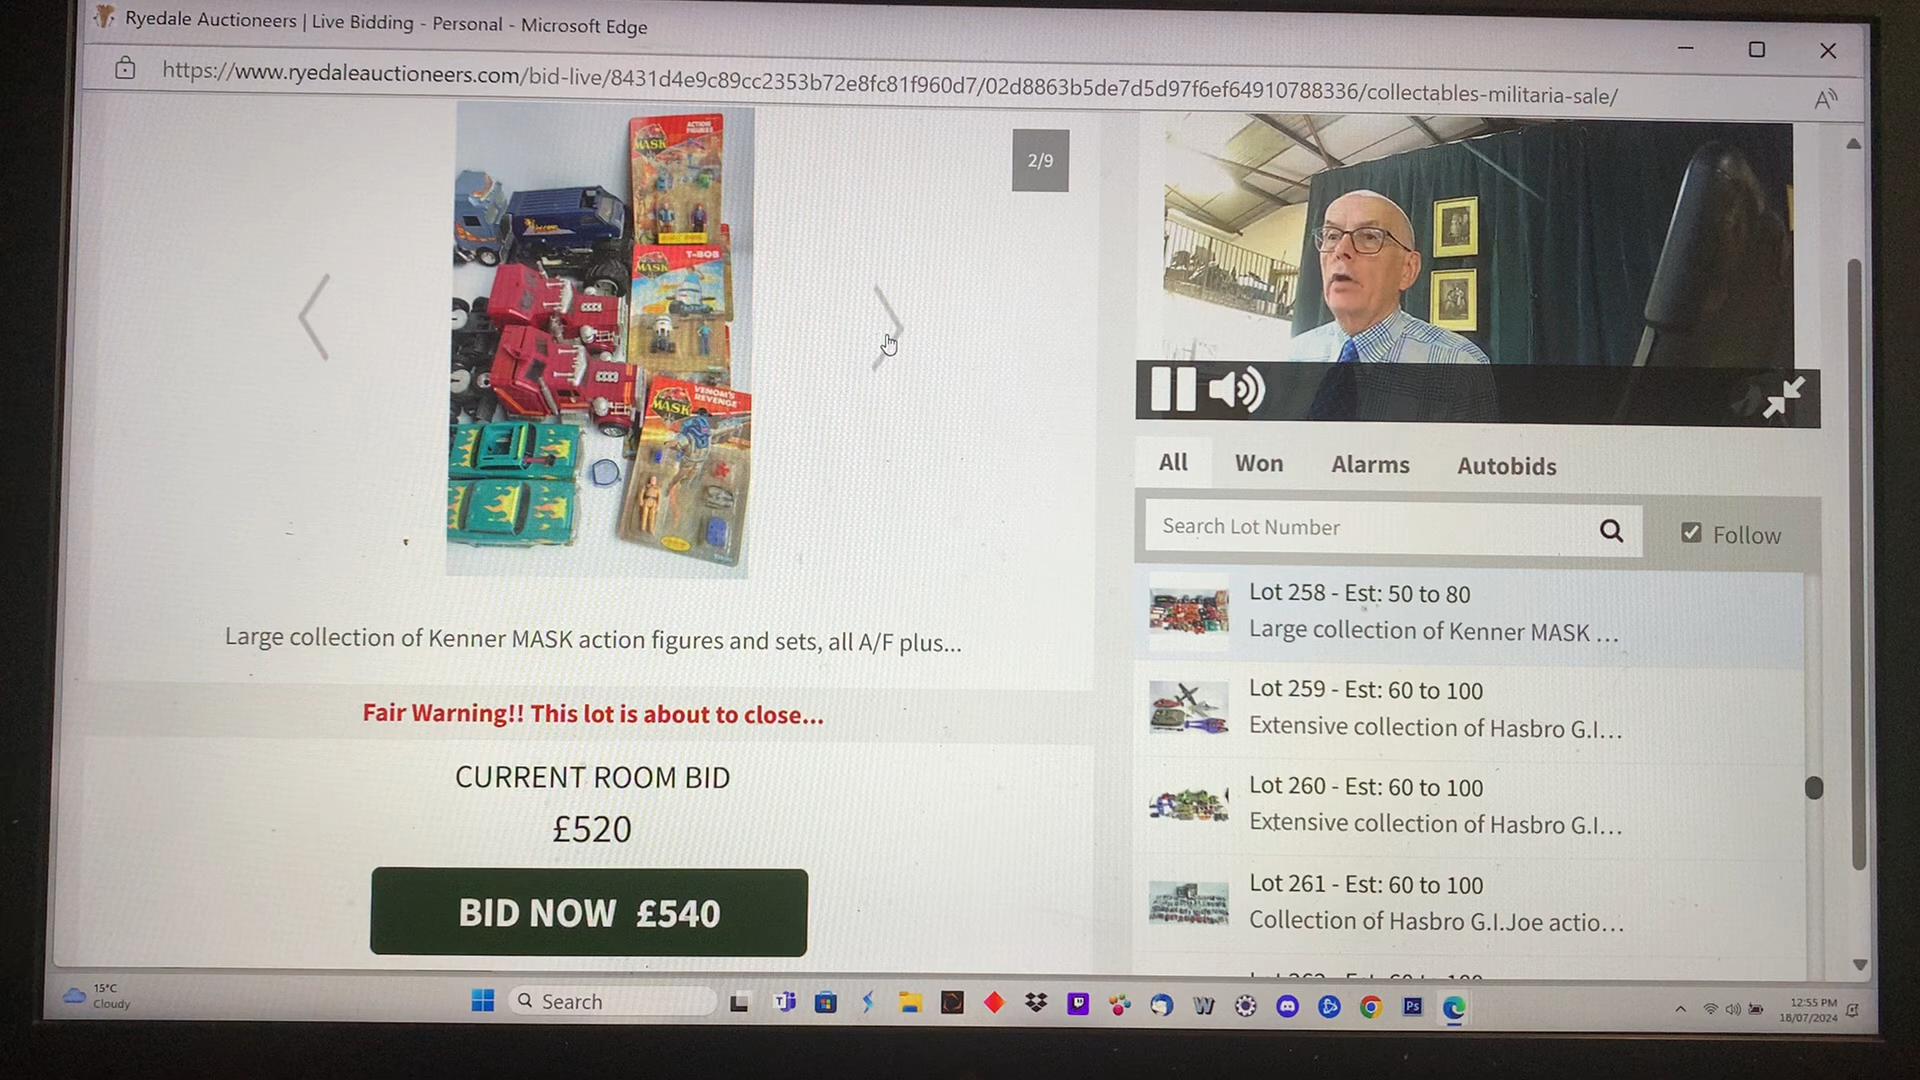 Ryedale Auctioneers | Live Bidding - Personal - Microsoft Edge
https://www.ryedaleauctioneers.com/bid-live/8431d4e9c89cc2353b72e8fc81f960d7/02d8863b5de7d5d97f6ef64910788336/collectables-militaria-sale/
2/9
ACTION FIGURES
MASK
T-BOB
MASK
VENOM'S REVENGE
MASK
Large collection of Kenner MASK action figures and sets, all A/F plus...
Fair Warning!! This lot is about to close...
CURRENT ROOM BID
£520
BID NOW £540
All Won Alarms Autobids
Search Lot Number
Follow
Lot 258 - Est: 50 to 80
Large collection of Kenner MASK ...
Lot 259 - Est: 60 to 100
Extensive collection of Hasbro G.I...
Lot 260 - Est: 60 to 100
Extensive collection of Hasbro G.I...
Lot 261 - Est: 60 to 100
Collection of Hasbro G.I.Joe actio...
15°C
Cloudy
Search
Ps
12:55 PM
18/07/2024